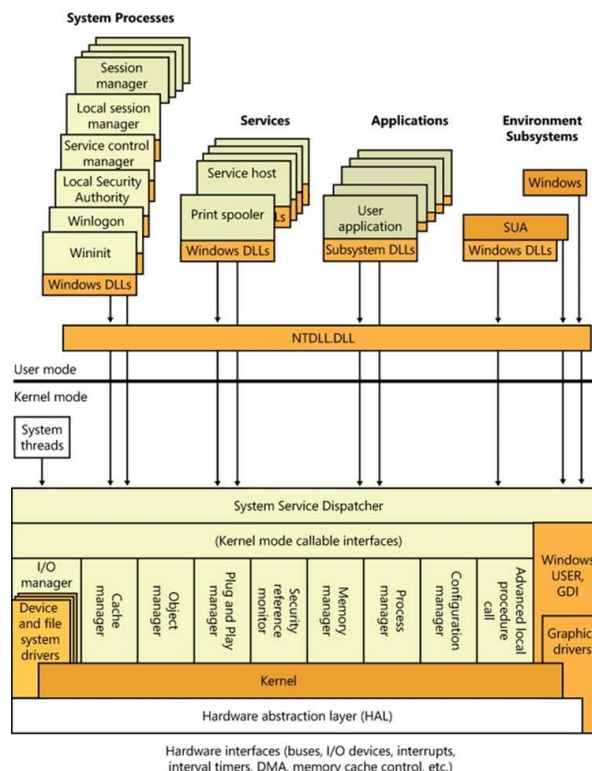 System Processes
Session
manager
Local session
manager
Service control
manager
Local Security
Authority
Winlogon
Wininit
Windows DLLs
Services
Service host
Print spooler
Windows DLLs
Applications
User
application
Subsystem DLLs
Environment
Subsystems
Windows
SUA
Windows DLLs
NTDLL.DLL
User mode
Kernel mode
System
threads
System Service Dispatcher
(Kernel mode callable interfaces)
I/O
manager
Device and
file system
drivers
Cache
manager
Object
manager
Plug and Play
manager
Security
reference
monitor
Memory
manager
Process
manager
Configuration
manager
Advanced local
procedure
call
Windows
USER,
GDI
Graphics
drivers
Kernel
Hardware abstraction layer (HAL)
Hardware interfaces (buses, I/O devices, interrupts,
interval timers, DMA, memory cache control, etc.)